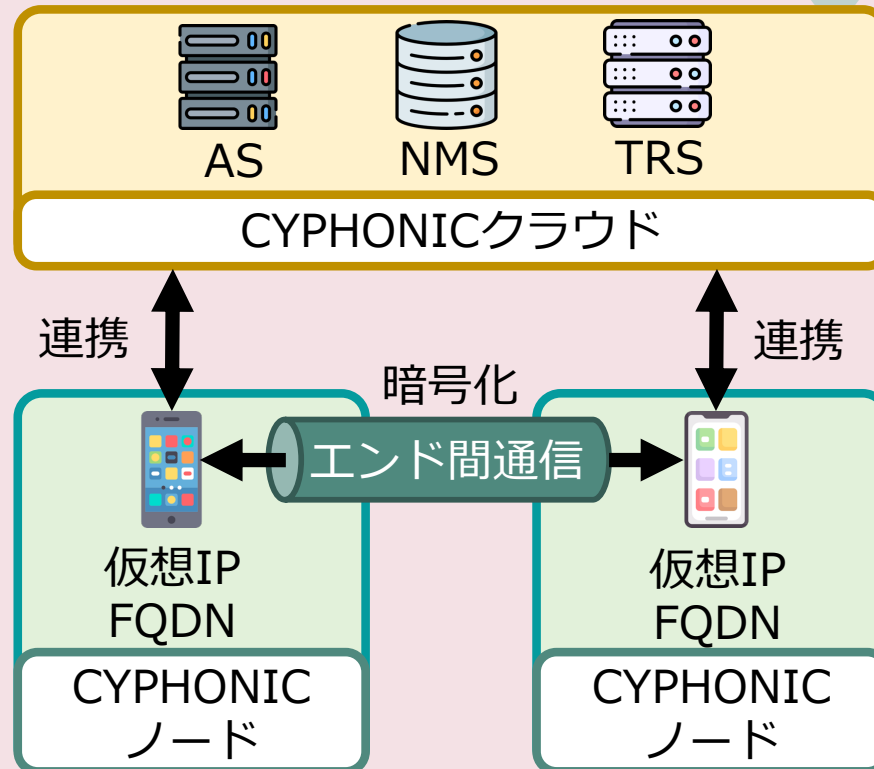 AS
NMS
TRS
CYPHONICクラウド
連携
連携
暗号化
エンド間通信
仮想IP
FQDN
仮想IP
FQDN
CYPHONIC
ノード
CYPHONIC
ノード